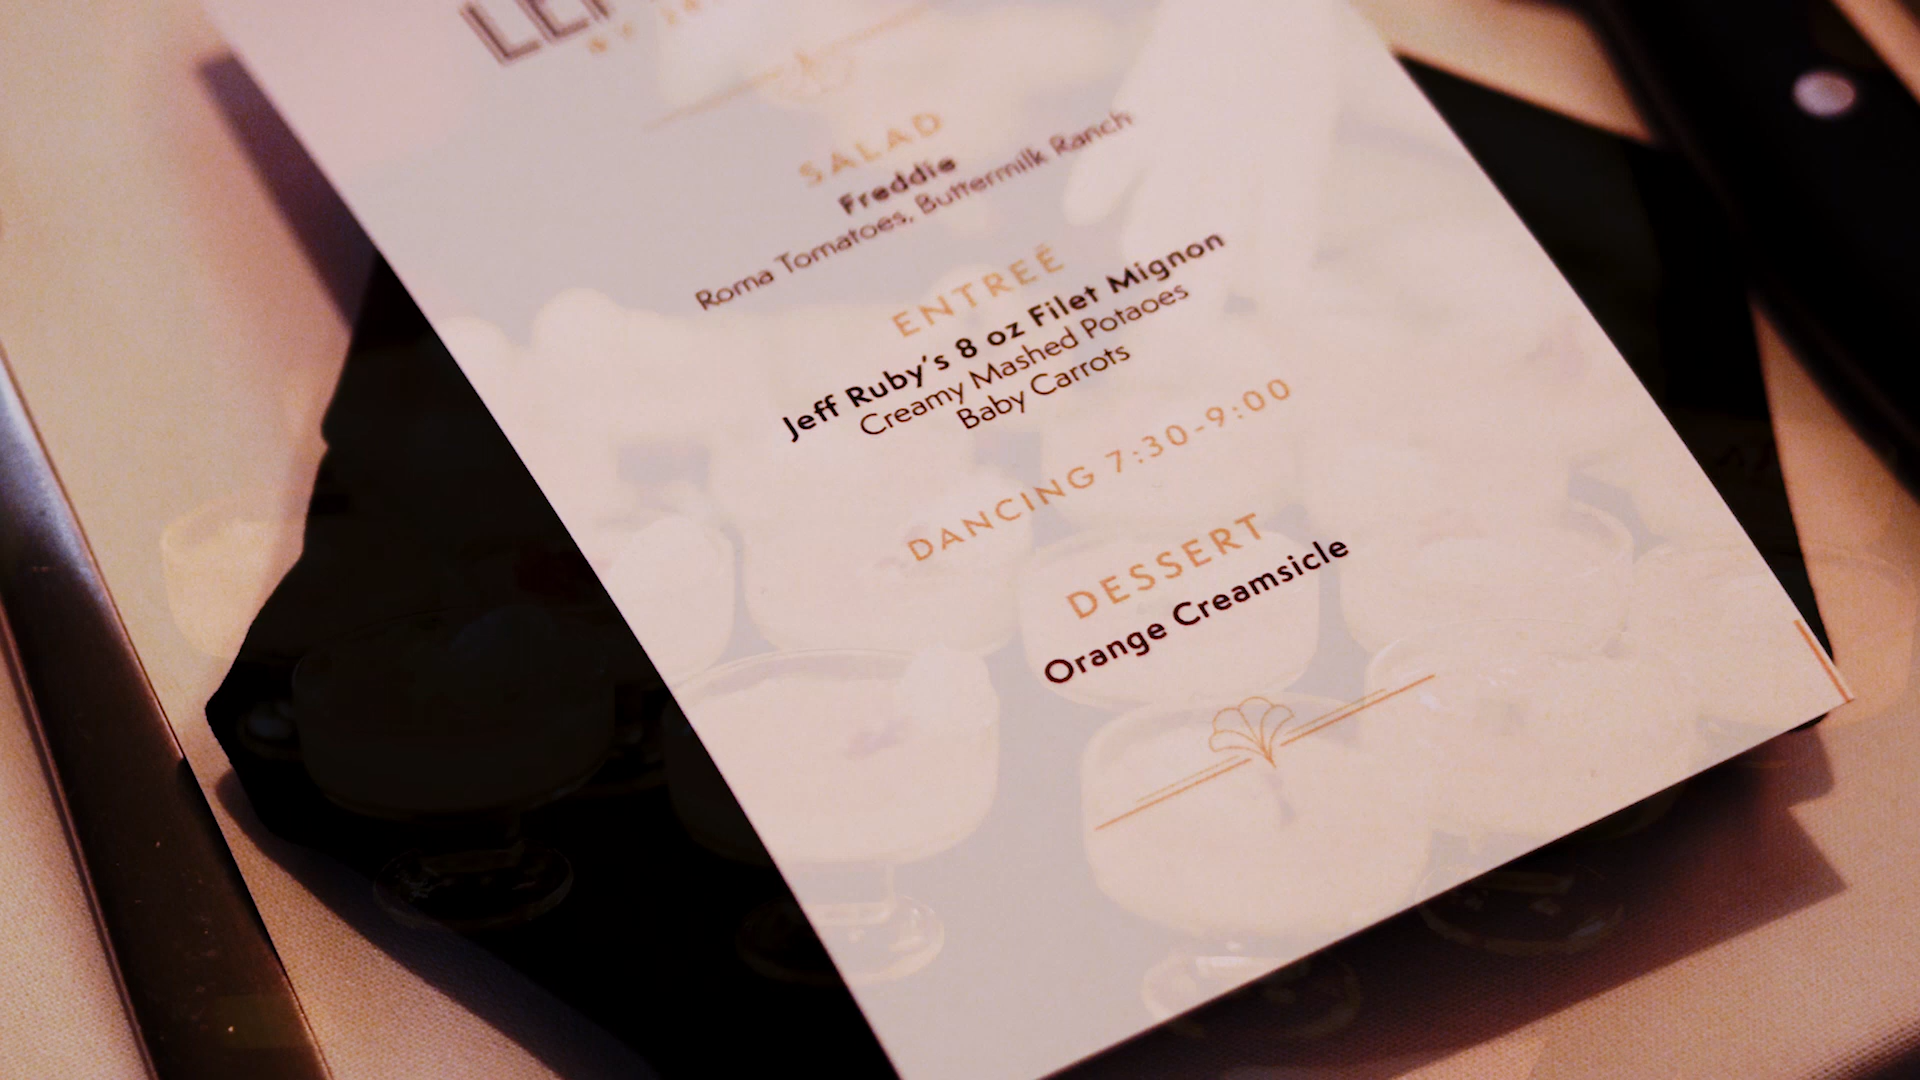 SALAD
Freddie
Roma Tomatoes, Buttermilk Ranch
ENTREÉ
Jeff Ruby's 8 oz Filet Mignon
Creamy Mashed Potaoes
Baby Carrots
DANCING 7:30-9:00
DESSERT
Orange Creamsicle